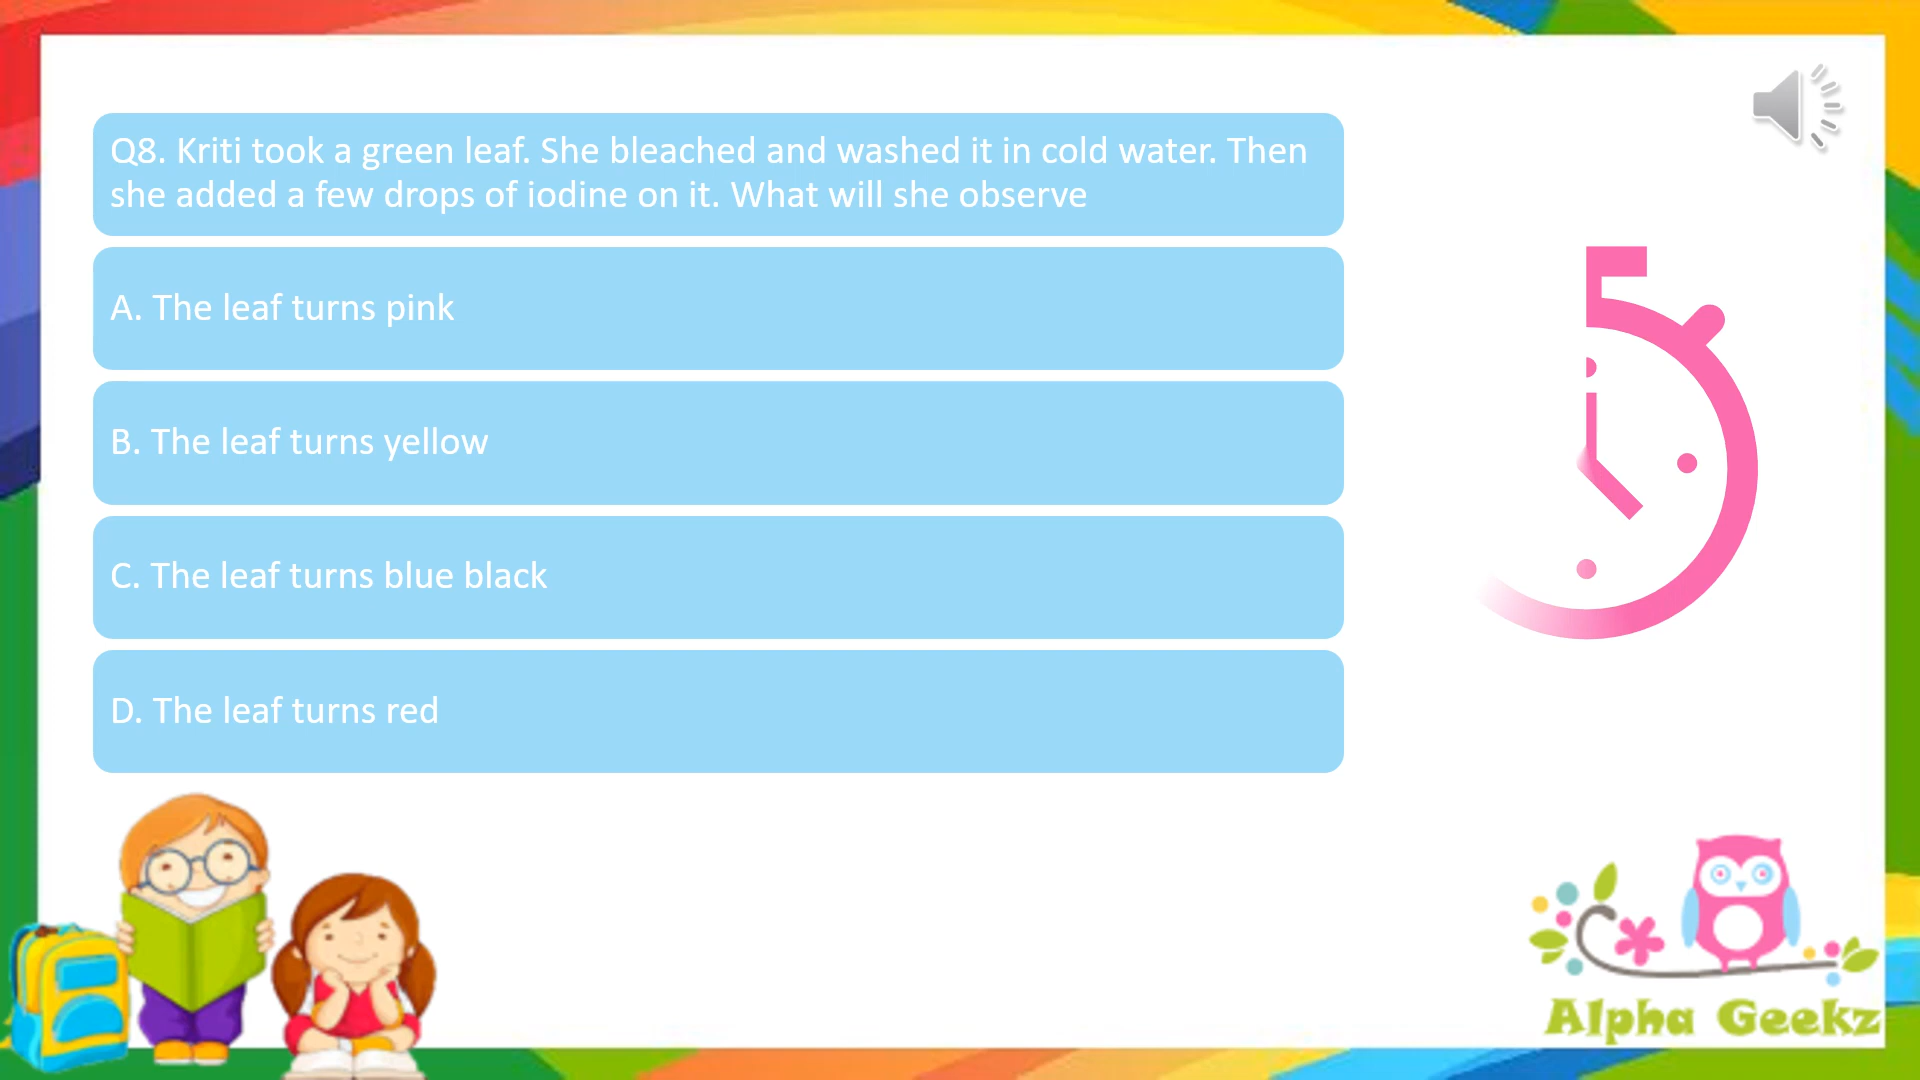 Q8. Kriti took a green leaf. She bleached and washed it in cold water. Then
she added a few drops of iodine on it. What will she observe
A. The leaf turns pink
B. The leaf turns yellow
C. The leaf turns blue black
D. The leaf turns red
5
Alpha Geekz